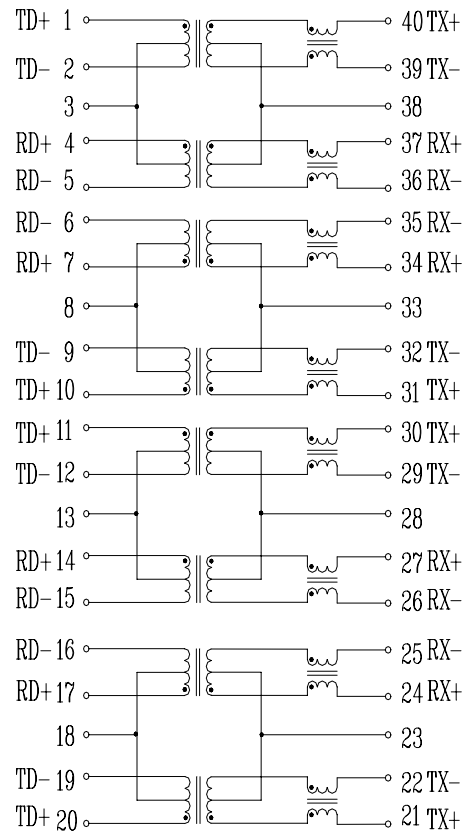 TD+ 1 40 TX+
TD- 2 39 TX-
3 38
RD+ 4 37 RX+
RD- 5 36 RX-
RD- 6 35 RX-
RD+ 7 34 RX+
8 33
TD- 9 32 TX-
TD+ 10 31 TX+
TD+ 11 30 TX+
TD- 12 29 TX-
13 28
RD+ 14 27 RX+
RD- 15 26 RX-
RD- 16 25 RX-
RD+ 17 24 RX+
18 23
TD- 19 22 TX-
TD+ 20 21 TX+